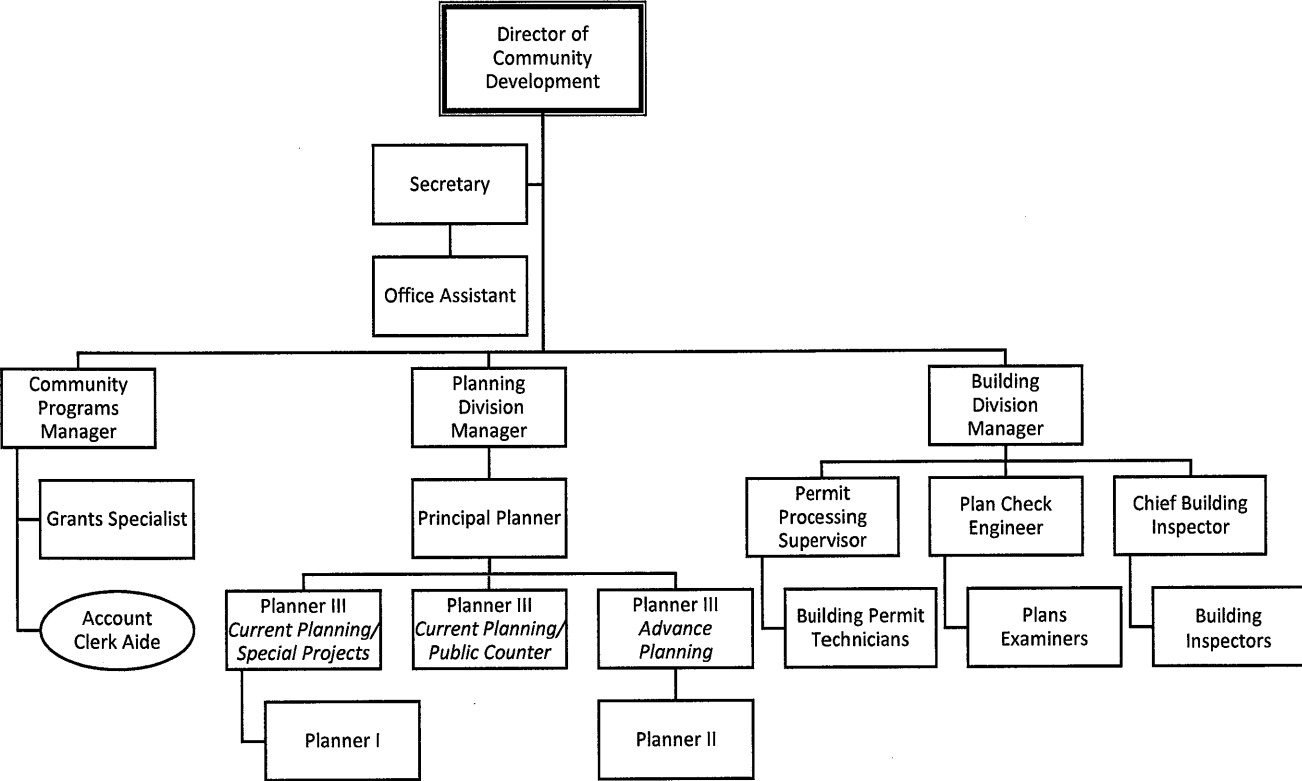 Director of
Community
Development
Secretary
Office Assistant
Community
Programs
Manager
Planning
Division
Manager
Building
Division
Manager
Grants Specialist
Account
Clerk Aide
Principal Planner
Planner III
Current Planning/
Special Projects
Planner III
Current Planning/
Public Counter
Planner III
Advance
Planning
Planner I
Planner II
Permit
Processing
Supervisor
Plan Check
Engineer
Chief Building
Inspector
Building Permit
Technicians
Plans
Examiners
Building
Inspectors